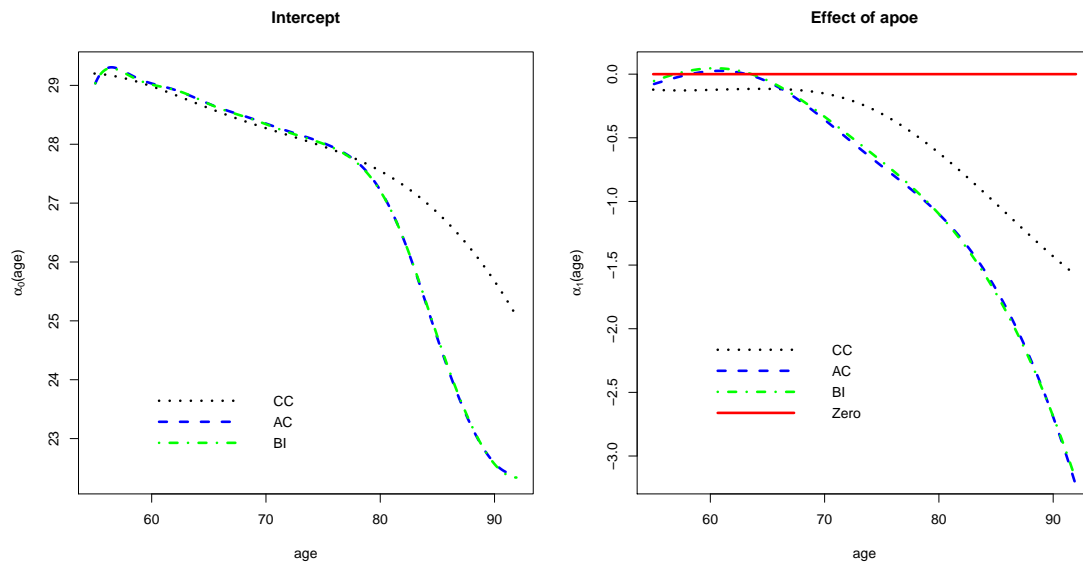 Intercept
29
28
27
26
25
24
23
α₀(age)
CC
AC
BI
60
70
80
90
age
Effect of apoe
0.0
−0.5
−1.0
−1.5
−2.0
−2.5
−3.0
α₁(age)
CC
AC
BI
Zero
60
70
80
90
age